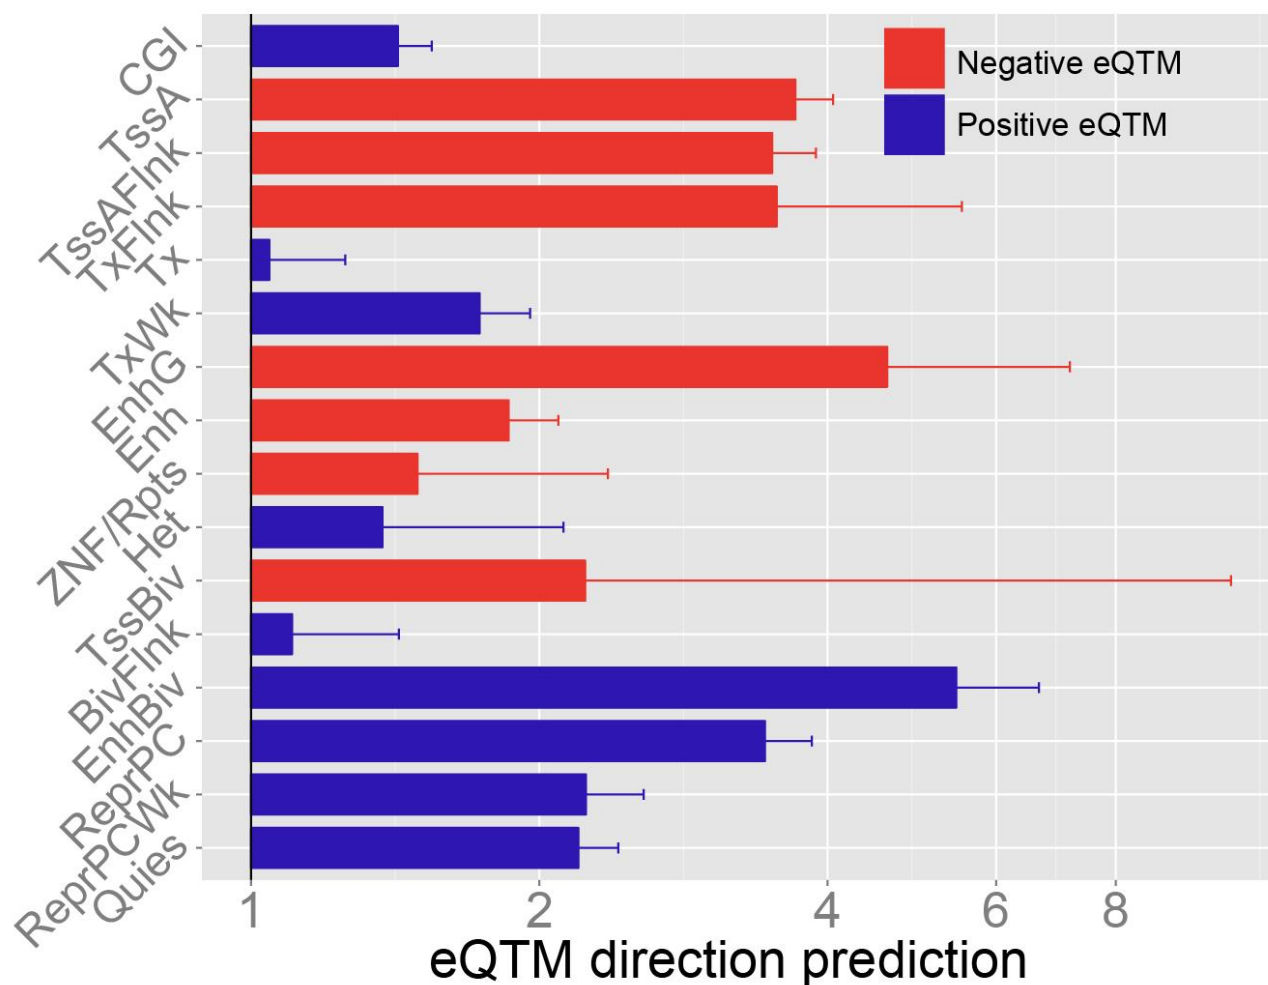 CGI
TssA
TssAFlnk
TxFlnk
Tx
TxWk
EnhG
Enh
ZNF/Rpts
Het
TssBiv
BivFlnk
EnhBiv
ReprPC
ReprPCWk
Quies
Negative eQTM
Positive eQTM
1 2 4 6 8
eQTM direction prediction